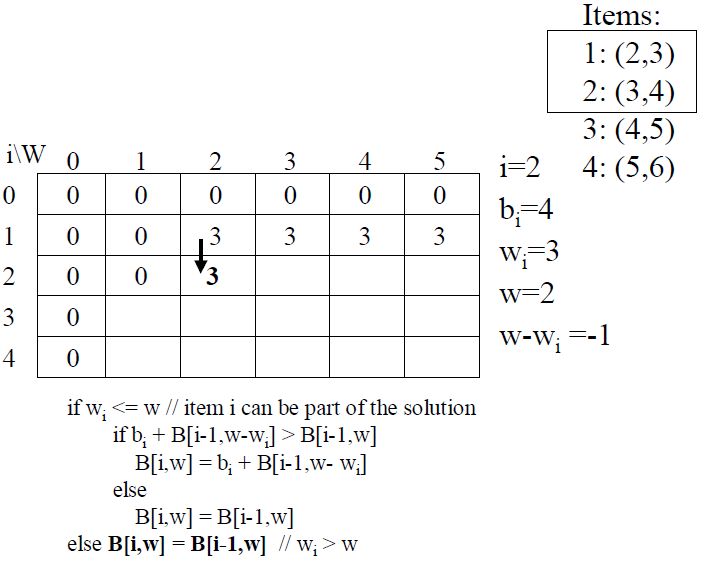 Items:
1: (2,3)
2: (3,4)
3: (4,5)
4: (5,6)
i\W 0 1 2 3 4 5
0 0 0 0 0 0 0
1 0 0 3 3 3 3
2 0 0 3
3 0
4 0
i=2
bi=4
wi=3
w=2
w-wi =-1
if wi <= w // item i can be part of the solution
if bi + B[i-1,w-wi] > B[i-1,w]
B[i,w] = bi + B[i-1,w- wi]
else
B[i,w] = B[i-1,w]
else B[i,w] = B[i-1,w] // wi > w